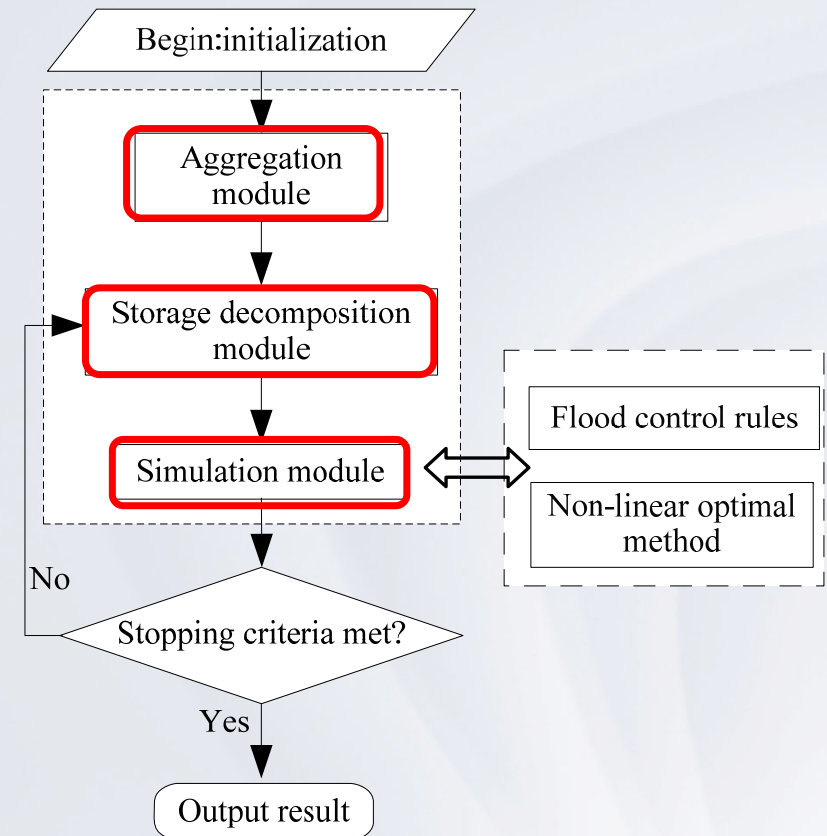 Begin:initialization
Aggregation
module
Storage decomposition
module
Simulation module
Flood control rules
Non-linear optimal
method
No
Stopping criteria met?
Yes
Output result